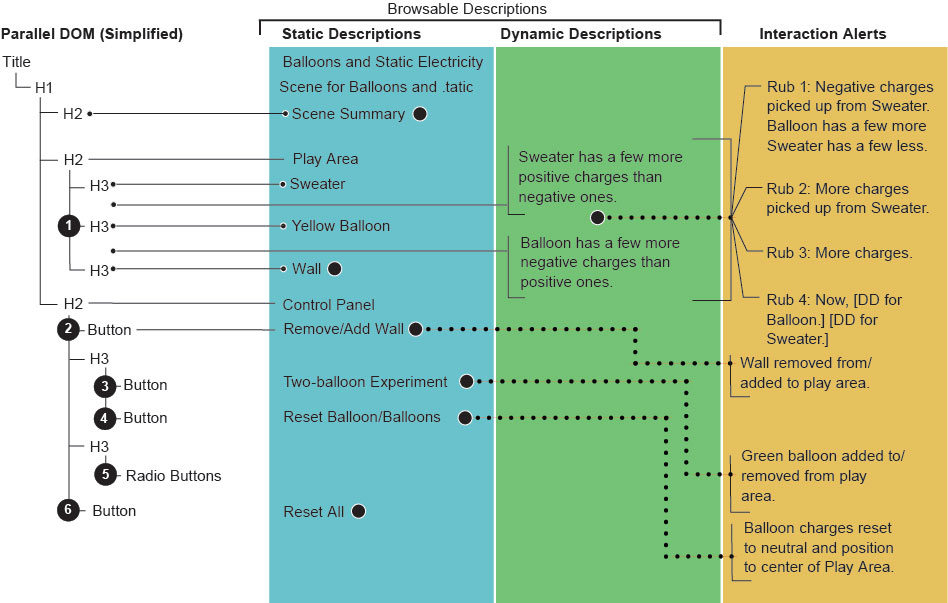 Browsable Descriptions
Parallel DOM (Simplified)
Static Descriptions
Dynamic Descriptions
Interaction Alerts
Title
H1
H2
H2
H3
H3
1
H3
H2
2
Button
H3
3
Button
4
Button
H3
5
Radio Buttons
6
Button
Balloons and Static Electricity
Scene for Balloons and .tatic
Scene Summary
Play Area
Sweater
Yellow Balloon
Wall
Control Panel
Remove/Add Wall
Two-balloon Experiment
Reset Balloon/Balloons
Reset All
Sweater has a few more
positive charges than
negative ones.
Balloon has a few more
negative charges than
positive ones.
Rub 1: Negative charges
picked up from Sweater.
Balloon has a few more
Sweater has a few less.
Rub 2: More charges
picked up from Sweater.
Rub 3: More charges.
Rub 4: Now, [DD for
Balloon.] [DD for
Sweater.]
Wall removed from/
added to play area.
Green balloon added to/
removed from play
area.
Balloon charges reset
to neutral and position
to center of Play Area.